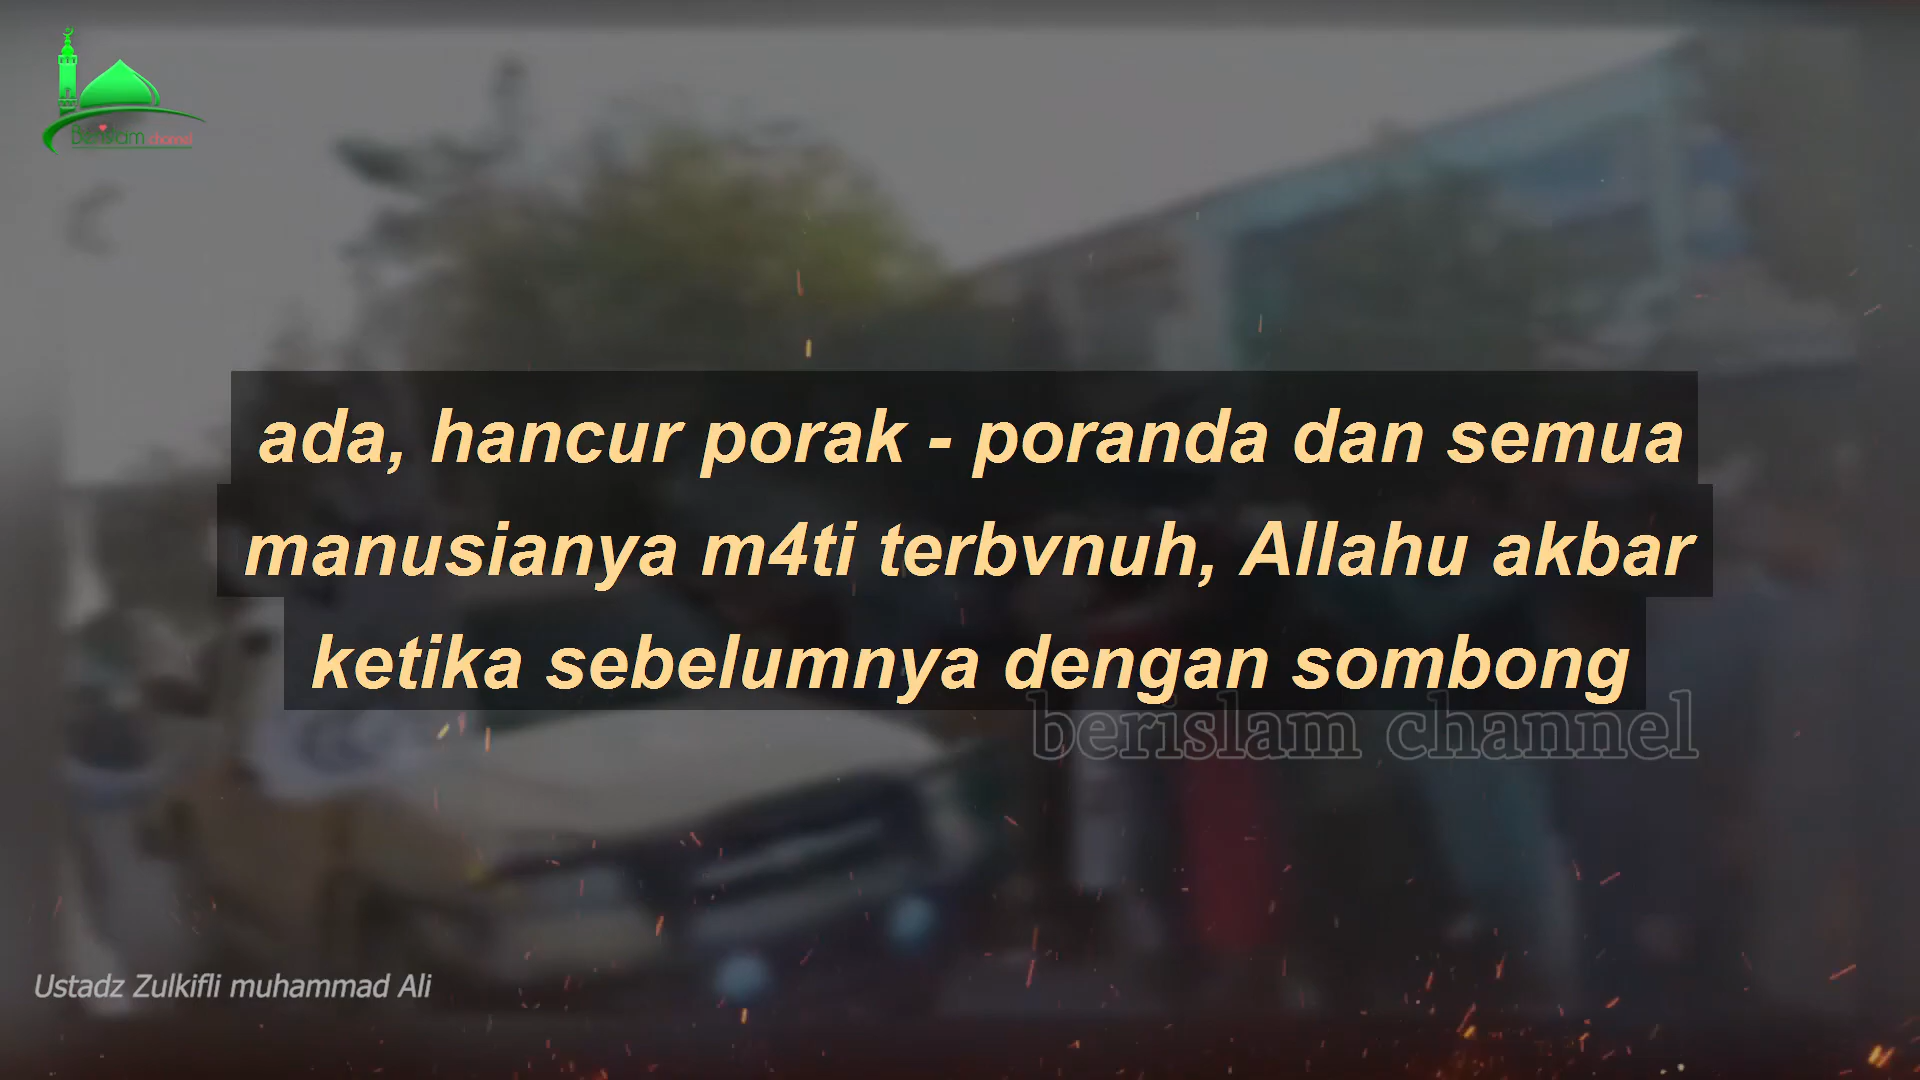 Berislam channel
ada, hancur porak - poranda dan semua
manusianya m4ti terbvnuh, Allahu akbar
ketika sebelumnya dengan sombong
berislam channel
Ustadz Zulkifli muhammad Ali